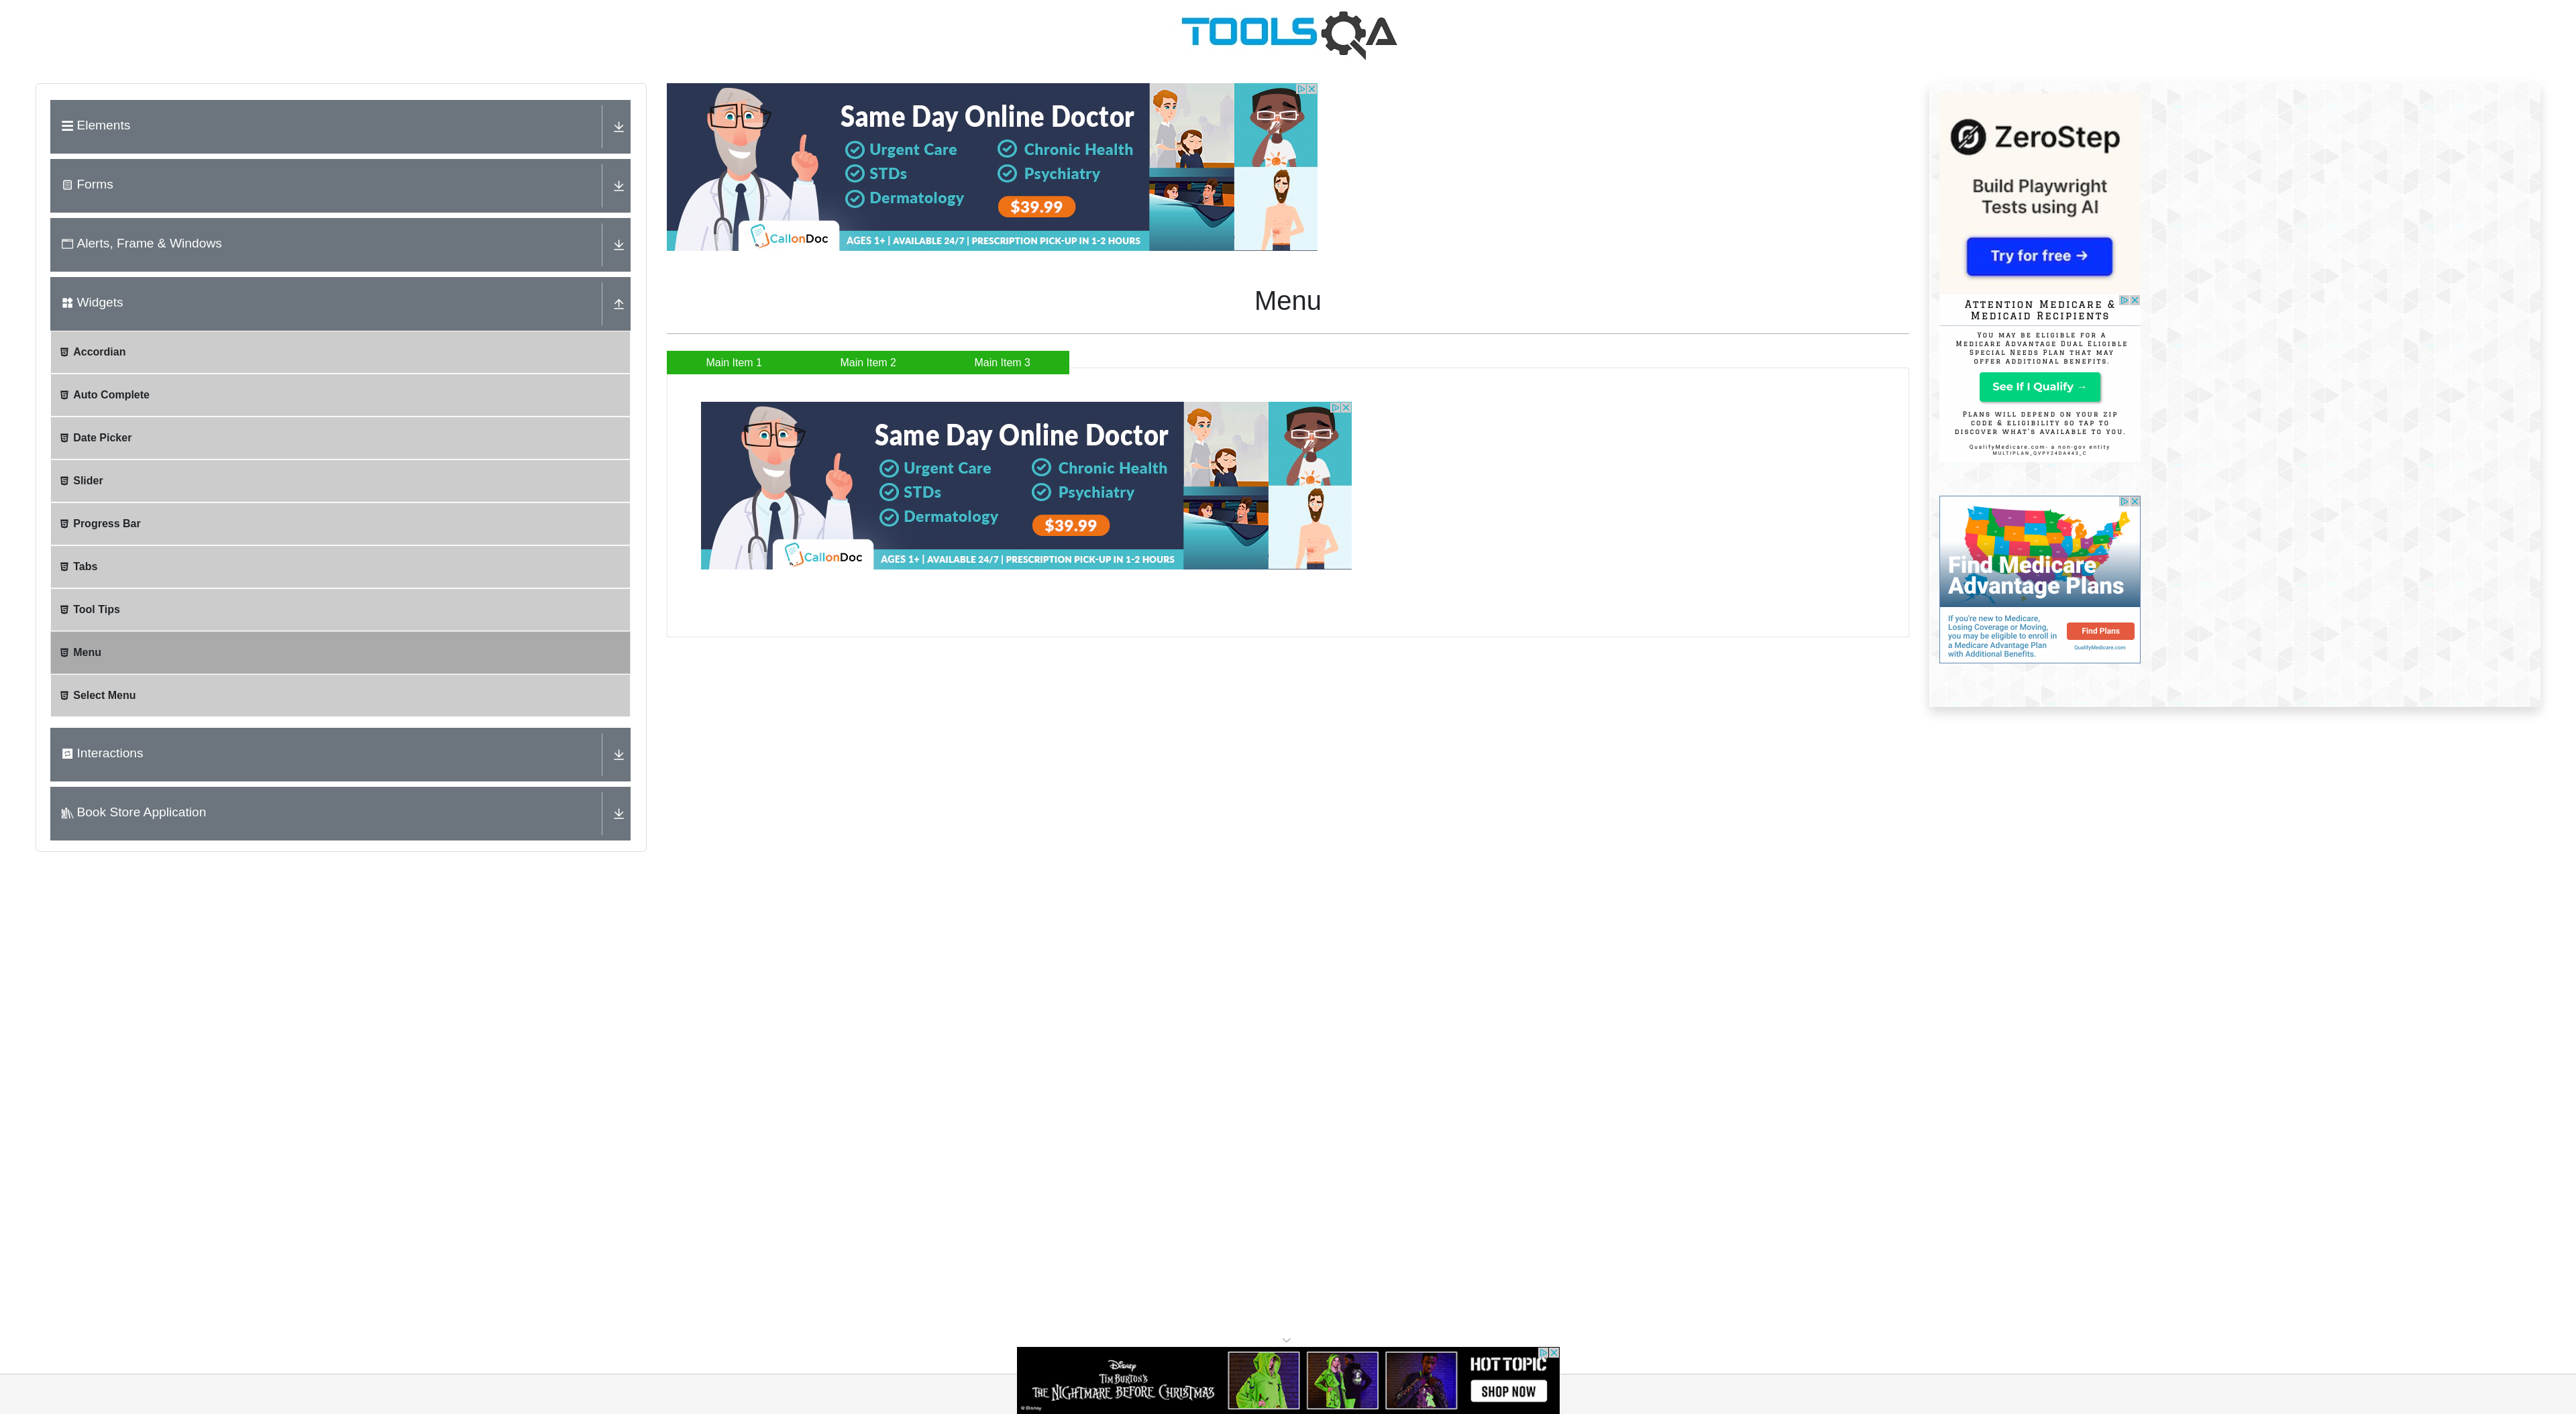 TOOLSQA
Elements
Forms
Alerts, Frame & Windows
Widgets
Accordian
Auto Complete
Date Picker
Slider
Progress Bar
Tabs
Tool Tips
Menu
Select Menu
Interactions
Book Store Application
Same Day Online Doctor
Urgent Care
Chronic Health
STDs
Psychiatry
Dermatology
$39.99
CallonDoc
AGES 1+ | AVAILABLE 24/7 | PRESCRIPTION PICK-UP IN 1-2 HOURS
Menu
Main Item 1
Main Item 2
Main Item 3
Same Day Online Doctor
Urgent Care
Chronic Health
STDs
Psychiatry
Dermatology
$39.99
CallonDoc
AGES 1+ | AVAILABLE 24/7 | PRESCRIPTION PICK-UP IN 1-2 HOURS
ZeroStep
Build Playwright
Tests using AI
Try for free →
Attention Medicare &
Medicaid Recipients
You may be eligible for a
Medicare Advantage Dual Eligible
Special Needs Plan that may
offer additional benefits.
See If I Qualify →
Plans will depend on your zip
code & eligibility so tap to
discover what's available to you.
QualifyMedicare.com- a non-gov entity
Find Medicare
Advantage Plans
If you're new to Medicare,
Losing Coverage or Moving,
you may be eligible to enroll in
a Medicare Advantage Plan
with Additional Benefits.
Find Plans
QualifyMedicare.com
Disney
Tim Burton's
The Nightmare Before Christmas
© Disney
HOT TOPIC
SHOP NOW